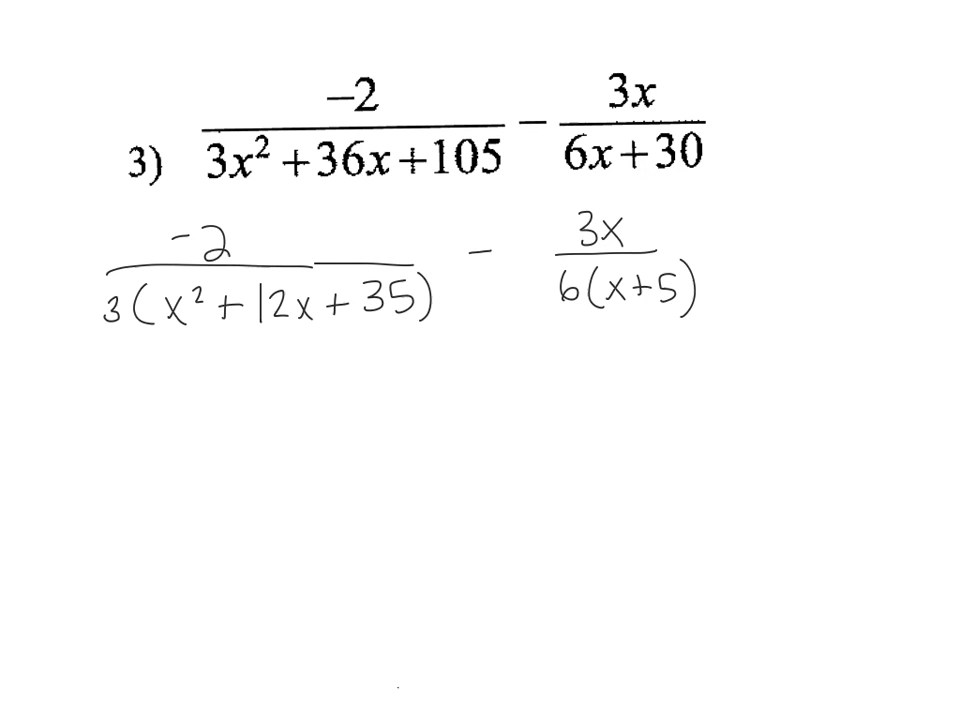 3) −2 / 3x² + 36x + 105 − 3x / 6x + 30
-2 / 3(x² + 12x + 35) - 3x / 6(x+5)